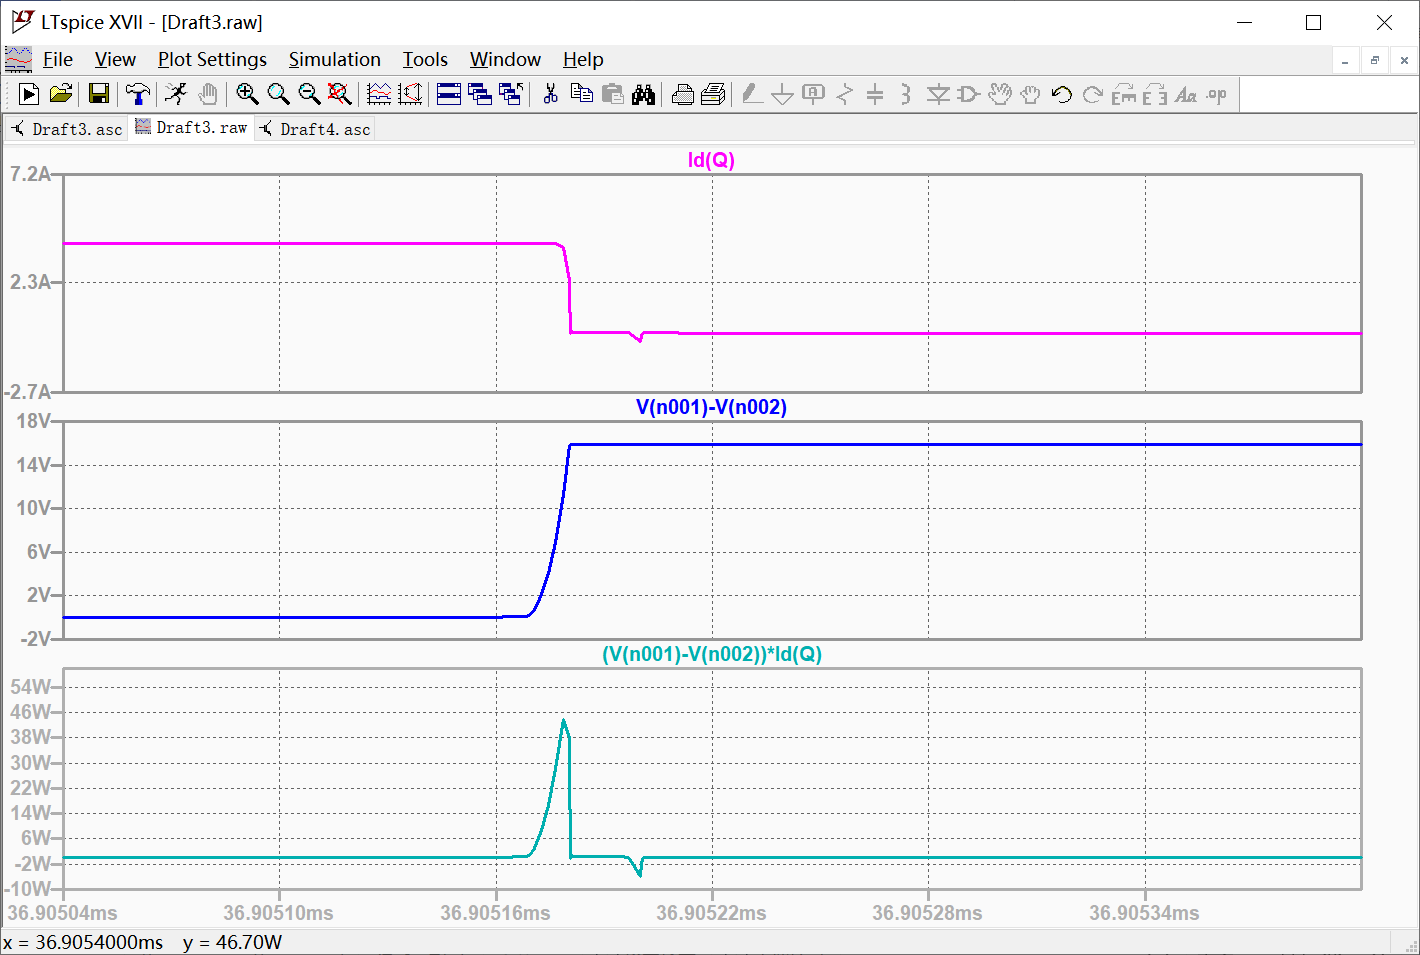 LTspice XVII - [Draft3.raw]
File View Plot Settings Simulation Tools Window Help
Aa .op
Draft3.asc Draft3.raw Draft4.asc
Id(Q)
7.2A
2.3A
-2.7A
V(n001)-V(n002)
18V
14V
10V
6V
2V
-2V
(V(n001)-V(n002))*Id(Q)
54W
46W
38W
30W
22W
14W
6W
-2W
-10W
36.90504ms 36.90510ms 36.90516ms 36.90522ms 36.90528ms 36.90534ms
x = 36.9054000ms y = 46.70W